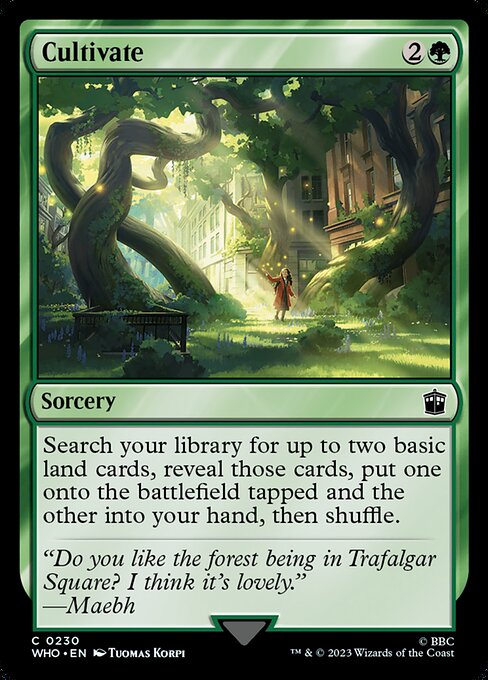 Cultivate 2
Sorcery
Search your library for up to two basic
land cards, reveal those cards, put one
onto the battlefield tapped and the
other into your hand, then shuffle.
“Do you like the forest being in Trafalgar
Square? I think it’s lovely.”
—Maebh
C 0230
WHO • EN Tuomas Korpi
© BBC
™ & © 2023 Wizards of the Coast